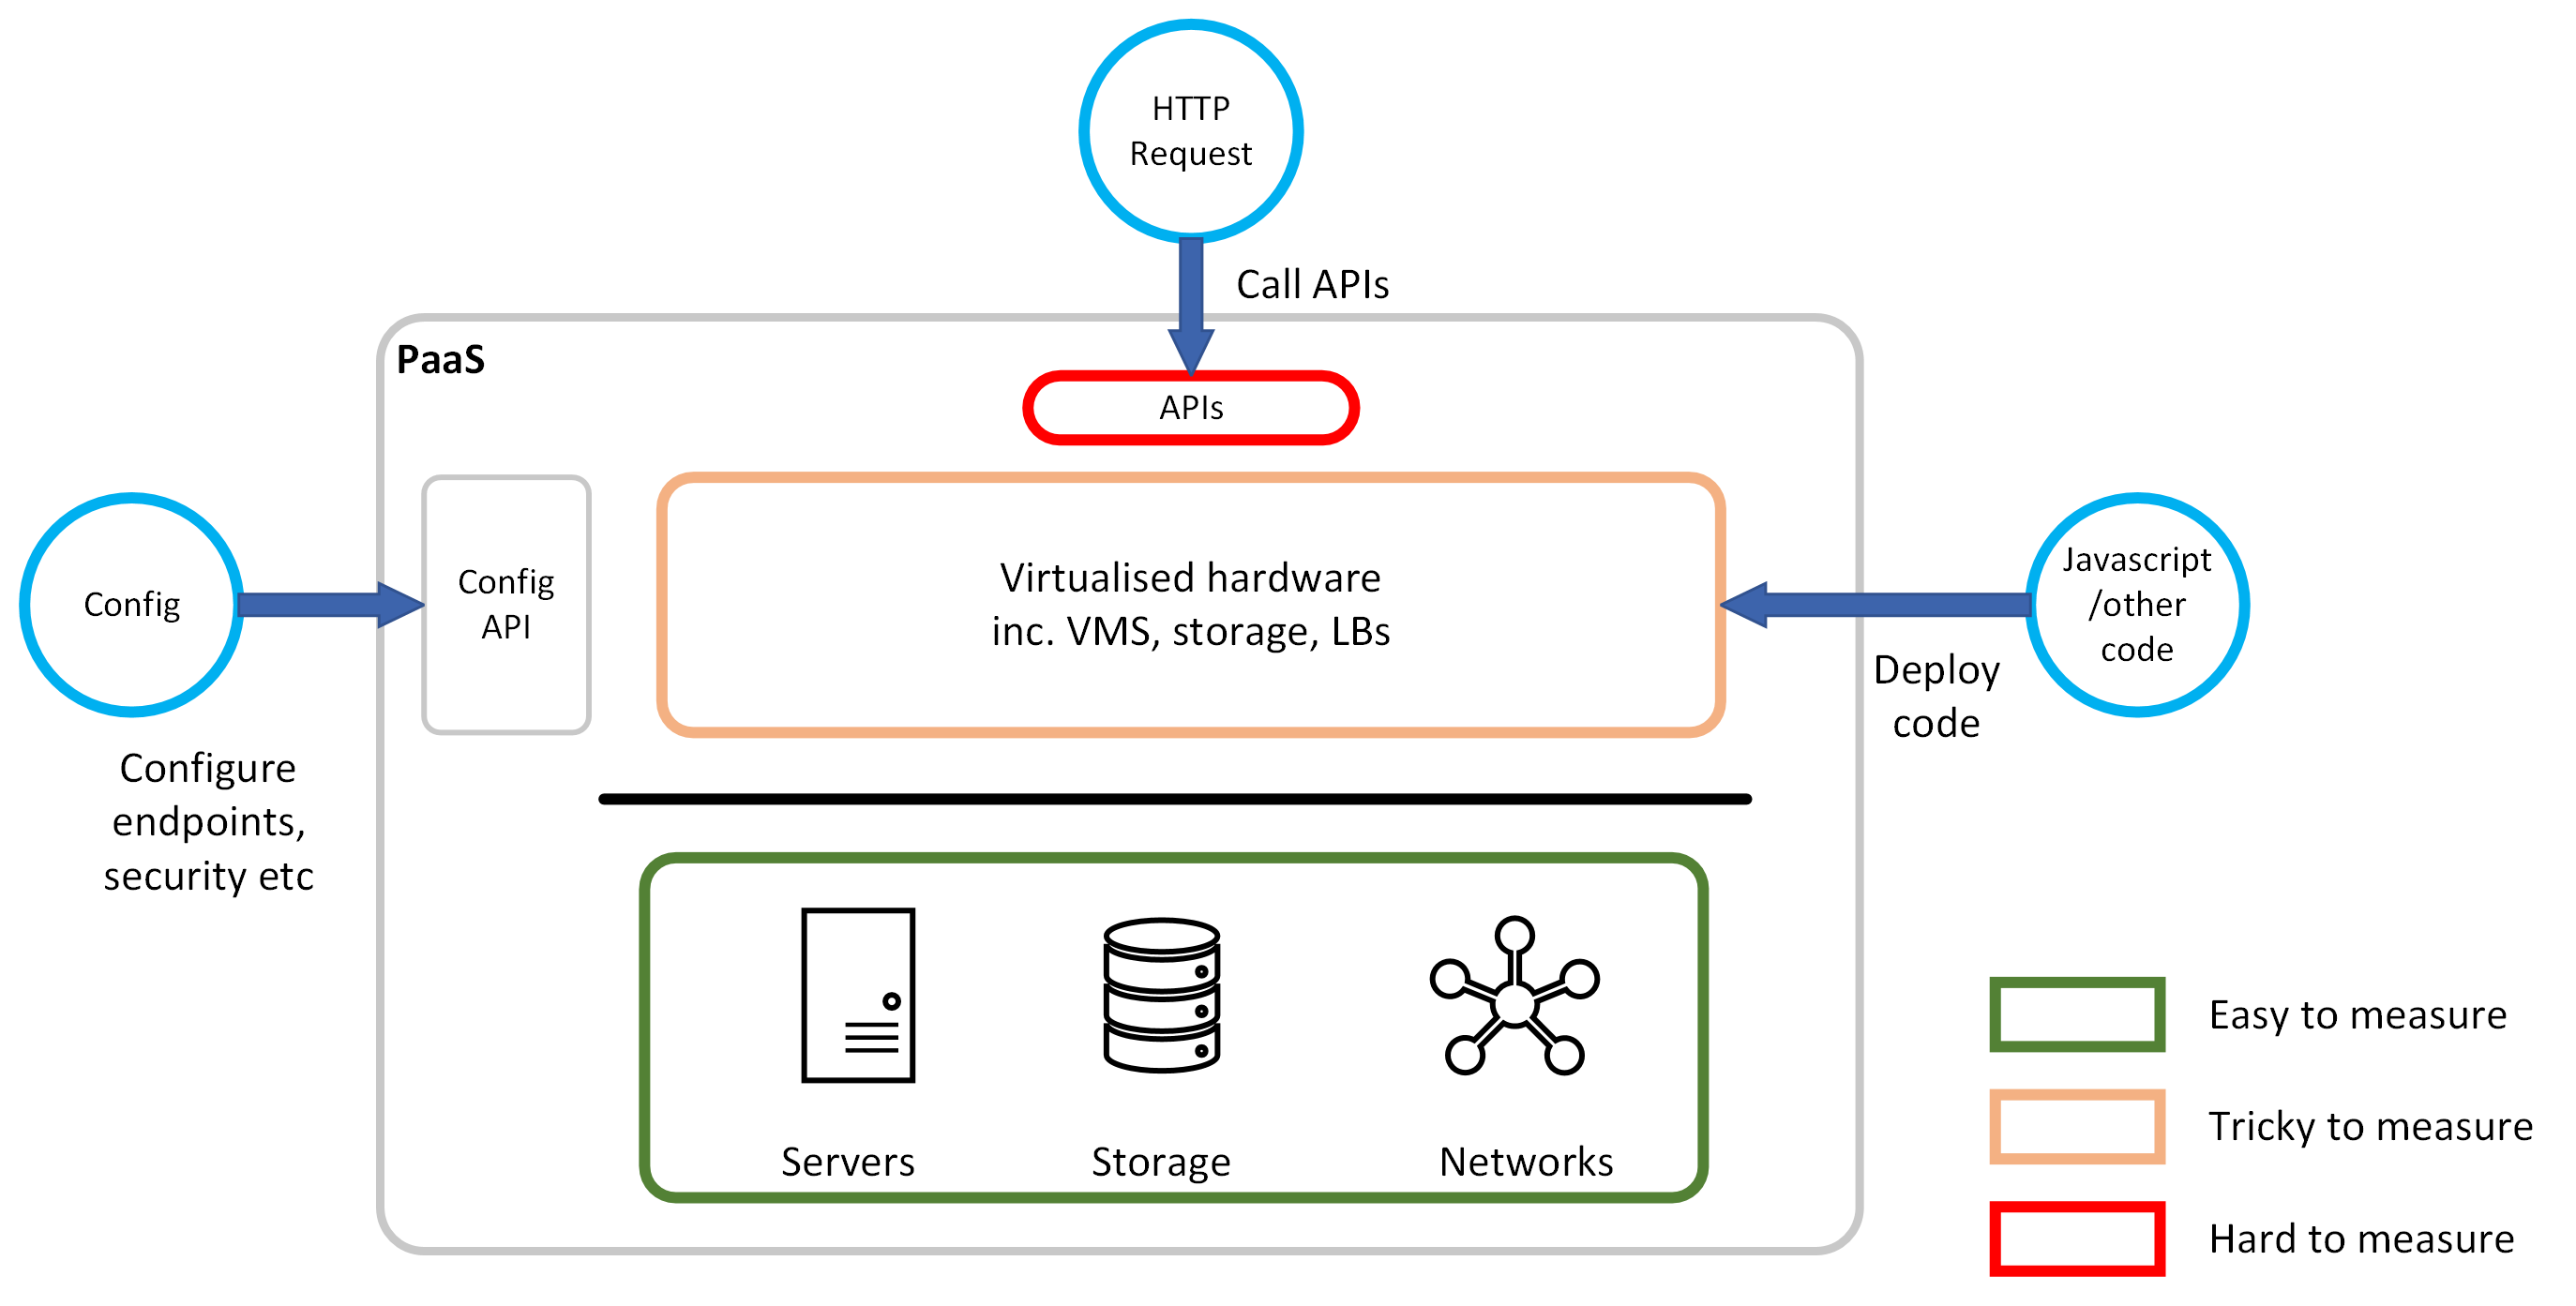 HTTP
Request
Call APIs
PaaS
APIs
Config
Config
API
Virtualised hardware
inc. VMS, storage, LBs
Javascript
/other
code
Deploy
code
Configure
endpoints,
security etc
Servers
Storage
Networks
Easy to measure
Tricky to measure
Hard to measure